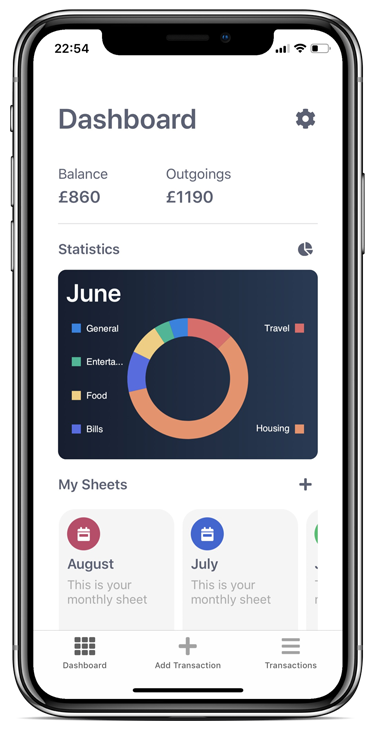 22:54
Dashboard
Balance Outgoings
£860 £1190
Statistics
June
General Travel
Enterta...
Food
Bills Housing
My Sheets
August July
This is your This is your
monthly sheet monthly sheet
Dashboard Add Transaction Transactions